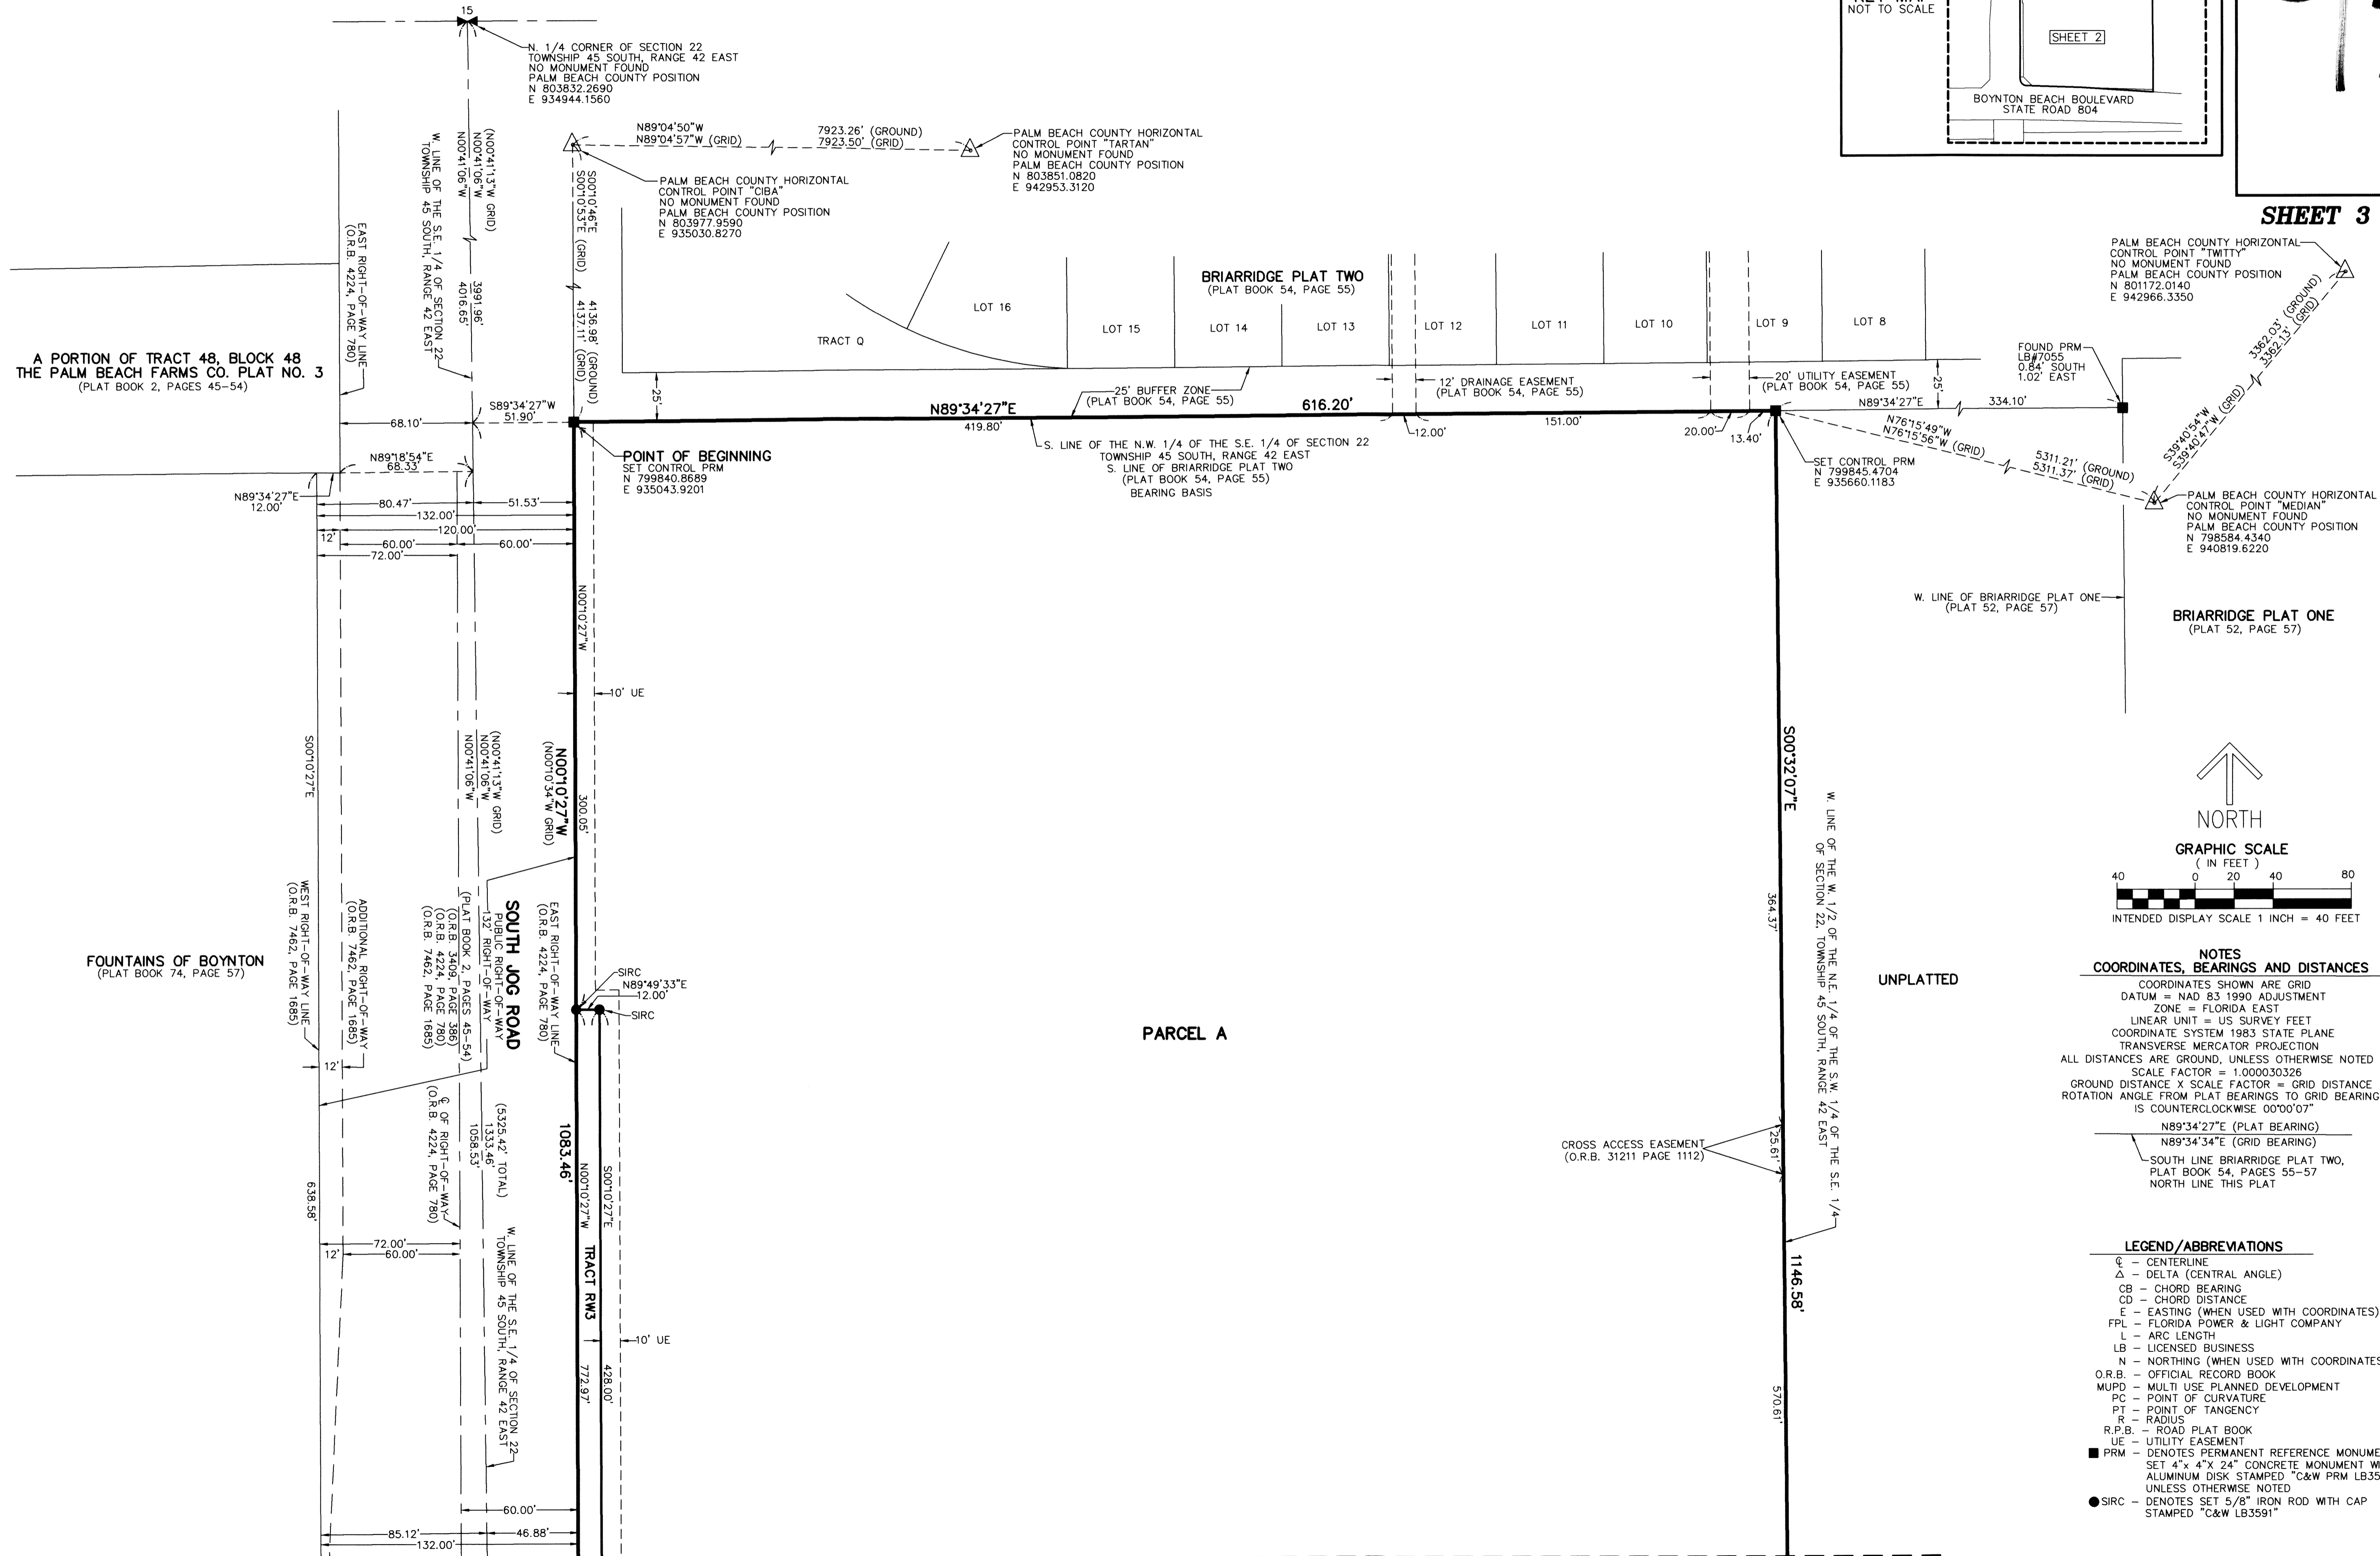 15
N. 1/4 CORNER OF SECTION 22
TOWNSHIP 45 SOUTH, RANGE 42 EAST
NO MONUMENT FOUND
PALM BEACH COUNTY POSITION
N 803832.2690
E 934944.1560
NOT TO SCALE
SHEET 2
BOYNTON BEACH BOULEVARD
STATE ROAD 804
SHEET 3
N89°04'50"W
N89°04'57"W (GRID)
7923.26' (GROUND)
7923.50' (GRID)
PALM BEACH COUNTY HORIZONTAL
CONTROL POINT "TARTAN"
NO MONUMENT FOUND
PALM BEACH COUNTY POSITION
N 803851.0820
E 942953.3120
PALM BEACH COUNTY HORIZONTAL
CONTROL POINT "CIBA"
NO MONUMENT FOUND
PALM BEACH COUNTY POSITION
N 803977.9590
E 935030.8270
PALM BEACH COUNTY HORIZONTAL
CONTROL POINT "TWITTY"
NO MONUMENT FOUND
PALM BEACH COUNTY POSITION
N 801172.0140
E 942966.3350
(N00°41'13"W GRID)
N00°41'06"W
N00°41'06"W
3991.96'
4016.65'
W. LINE OF THE S.E. 1/4 OF SECTION 22
TOWNSHIP 45 SOUTH, RANGE 42 EAST
EAST RIGHT-OF-WAY LINE
(O.R.B. 4224, PAGE 780)
S00°10'46"E
S00°10'53"E (GRID)
4136.98' (GROUND)
4137.11' (GRID)
A PORTION OF TRACT 48, BLOCK 48
THE PALM BEACH FARMS CO. PLAT NO. 3
(PLAT BOOK 2, PAGES 45-54)
BRIARRIDGE PLAT TWO
(PLAT BOOK 54, PAGE 55)
TRACT Q
LOT 16
LOT 15
LOT 14
LOT 13
LOT 12
LOT 11
LOT 10
LOT 9
LOT 8
25'
25' BUFFER ZONE
(PLAT BOOK 54, PAGE 55)
12' DRAINAGE EASEMENT
(PLAT BOOK 54, PAGE 55)
20' UTILITY EASEMENT
(PLAT BOOK 54, PAGE 55)
25'
FOUND PRM
LB#7055
0.84' SOUTH
1.02' EAST
3362.03' (GROUND)
3362.13' (GRID)
S39°40'54"W
S39°40'47"W (GRID)
68.10'
S89°34'27"W
51.90'
N89°34'27"E
616.20'
419.80'
12.00'
151.00'
20.00'
13.40'
N89°34'27"E
334.10'
N76°15'49"W
N76°15'56"W (GRID)
5311.21' (GROUND)
5311.37' (GRID)
S. LINE OF THE N.W. 1/4 OF THE S.E. 1/4 OF SECTION 22
TOWNSHIP 45 SOUTH, RANGE 42 EAST
S. LINE OF BRIARRIDGE PLAT TWO
(PLAT BOOK 54, PAGE 55)
BEARING BASIS
POINT OF BEGINNING
SET CONTROL PRM
N 799840.8689
E 935043.9201
SET CONTROL PRM
N 799845.4704
E 935660.1183
PALM BEACH COUNTY HORIZONTAL
CONTROL POINT "MEDIAN"
NO MONUMENT FOUND
PALM BEACH COUNTY POSITION
N 798584.4340
E 940819.6220
N89°18'54"E
68.33'
N89°34'27"E
12.00'
80.47'
51.53'
132.00'
120.00'
12'
60.00'
60.00'
72.00'
N00°10'27"W
10' UE
W. LINE OF BRIARRIDGE PLAT ONE
(PLAT 52, PAGE 57)
BRIARRIDGE PLAT ONE
(PLAT 52, PAGE 57)
S00°10'27"E
(N00°41'13"W GRID)
N00°41'06"W
N00°41'06"W
N00°10'27"W
(N00°10'34"W GRID)
300.05'
S00°32'07"E
364.37'
W. LINE OF THE W. 1/2 OF THE N.E. 1/4 OF THE S.W. 1/4 OF THE S.E. 1/4
OF SECTION 22, TOWNSHIP 45 SOUTH, RANGE 42 EAST
NORTH
GRAPHIC SCALE
( IN FEET )
40 0 20 40 80
INTENDED DISPLAY SCALE 1 INCH = 40 FEET
FOUNTAINS OF BOYNTON
(PLAT BOOK 74, PAGE 57)
WEST RIGHT-OF-WAY LINE
(O.R.B. 7462, PAGE 1685)
ADDITIONAL RIGHT-OF-WAY
(O.R.B. 7462, PAGE 1685)
SOUTH JOG ROAD
PUBLIC RIGHT-OF-WAY
132' RIGHT-OF-WAY
(PLAT BOOK 2, PAGES 45-54)
(O.R.B. 3409, PAGE 386)
(O.R.B. 4224, PAGE 780)
(O.R.B. 7462, PAGE 1685)
EAST RIGHT-OF-WAY LINE
(O.R.B. 4224, PAGE 780)
SIRC
N89°49'33"E
12.00'
SIRC
PARCEL A
UNPLATTED
12'
℄ OF RIGHT-OF-WAY
(O.R.B. 4224, PAGE 780)
(5325.42' TOTAL)
1333.46'
1058.53'
1083.46'
N00°10'27"W
S00°10'27"E
TRACT RW3
CROSS ACCESS EASEMENT
(O.R.B. 31211 PAGE 1112)
25.61'
1146.58'
638.58'
72.00'
12'
60.00'
W. LINE OF THE S.E. 1/4 OF SECTION 22
TOWNSHIP 45 SOUTH, RANGE 42 EAST
10' UE
772.97'
428.00'
570.61'
60.00'
85.12'
46.88'
132.00'
NOTES
COORDINATES, BEARINGS AND DISTANCES
COORDINATES SHOWN ARE GRID
DATUM = NAD 83 1990 ADJUSTMENT
ZONE = FLORIDA EAST
LINEAR UNIT = US SURVEY FEET
COORDINATE SYSTEM 1983 STATE PLANE
TRANSVERSE MERCATOR PROJECTION
ALL DISTANCES ARE GROUND, UNLESS OTHERWISE NOTED
SCALE FACTOR = 1.000030326
GROUND DISTANCE X SCALE FACTOR = GRID DISTANCE
ROTATION ANGLE FROM PLAT BEARINGS TO GRID BEARING
IS COUNTERCLOCKWISE 00°00'07"
N89°34'27"E (PLAT BEARING)
N89°34'34"E (GRID BEARING)
SOUTH LINE BRIARRIDGE PLAT TWO,
PLAT BOOK 54, PAGES 55-57
NORTH LINE THIS PLAT
LEGEND/ABBREVIATIONS
℄ - CENTERLINE
△ - DELTA (CENTRAL ANGLE)
CB - CHORD BEARING
CD - CHORD DISTANCE
E - EASTING (WHEN USED WITH COORDINATES)
FPL - FLORIDA POWER & LIGHT COMPANY
L - ARC LENGTH
LB - LICENSED BUSINESS
N - NORTHING (WHEN USED WITH COORDINATES
O.R.B. - OFFICIAL RECORD BOOK
MUPD - MULTI USE PLANNED DEVELOPMENT
PC - POINT OF CURVATURE
PT - POINT OF TANGENCY
R - RADIUS
R.P.B. - ROAD PLAT BOOK
UE - UTILITY EASEMENT
■ PRM - DENOTES PERMANENT REFERENCE MONUME
SET 4"x 4"X 24" CONCRETE MONUMENT WI
ALUMINUM DISK STAMPED "C&W PRM LB35
UNLESS OTHERWISE NOTED
● SIRC - DENOTES SET 5/8" IRON ROD WITH CAP
STAMPED "C&W LB3591"